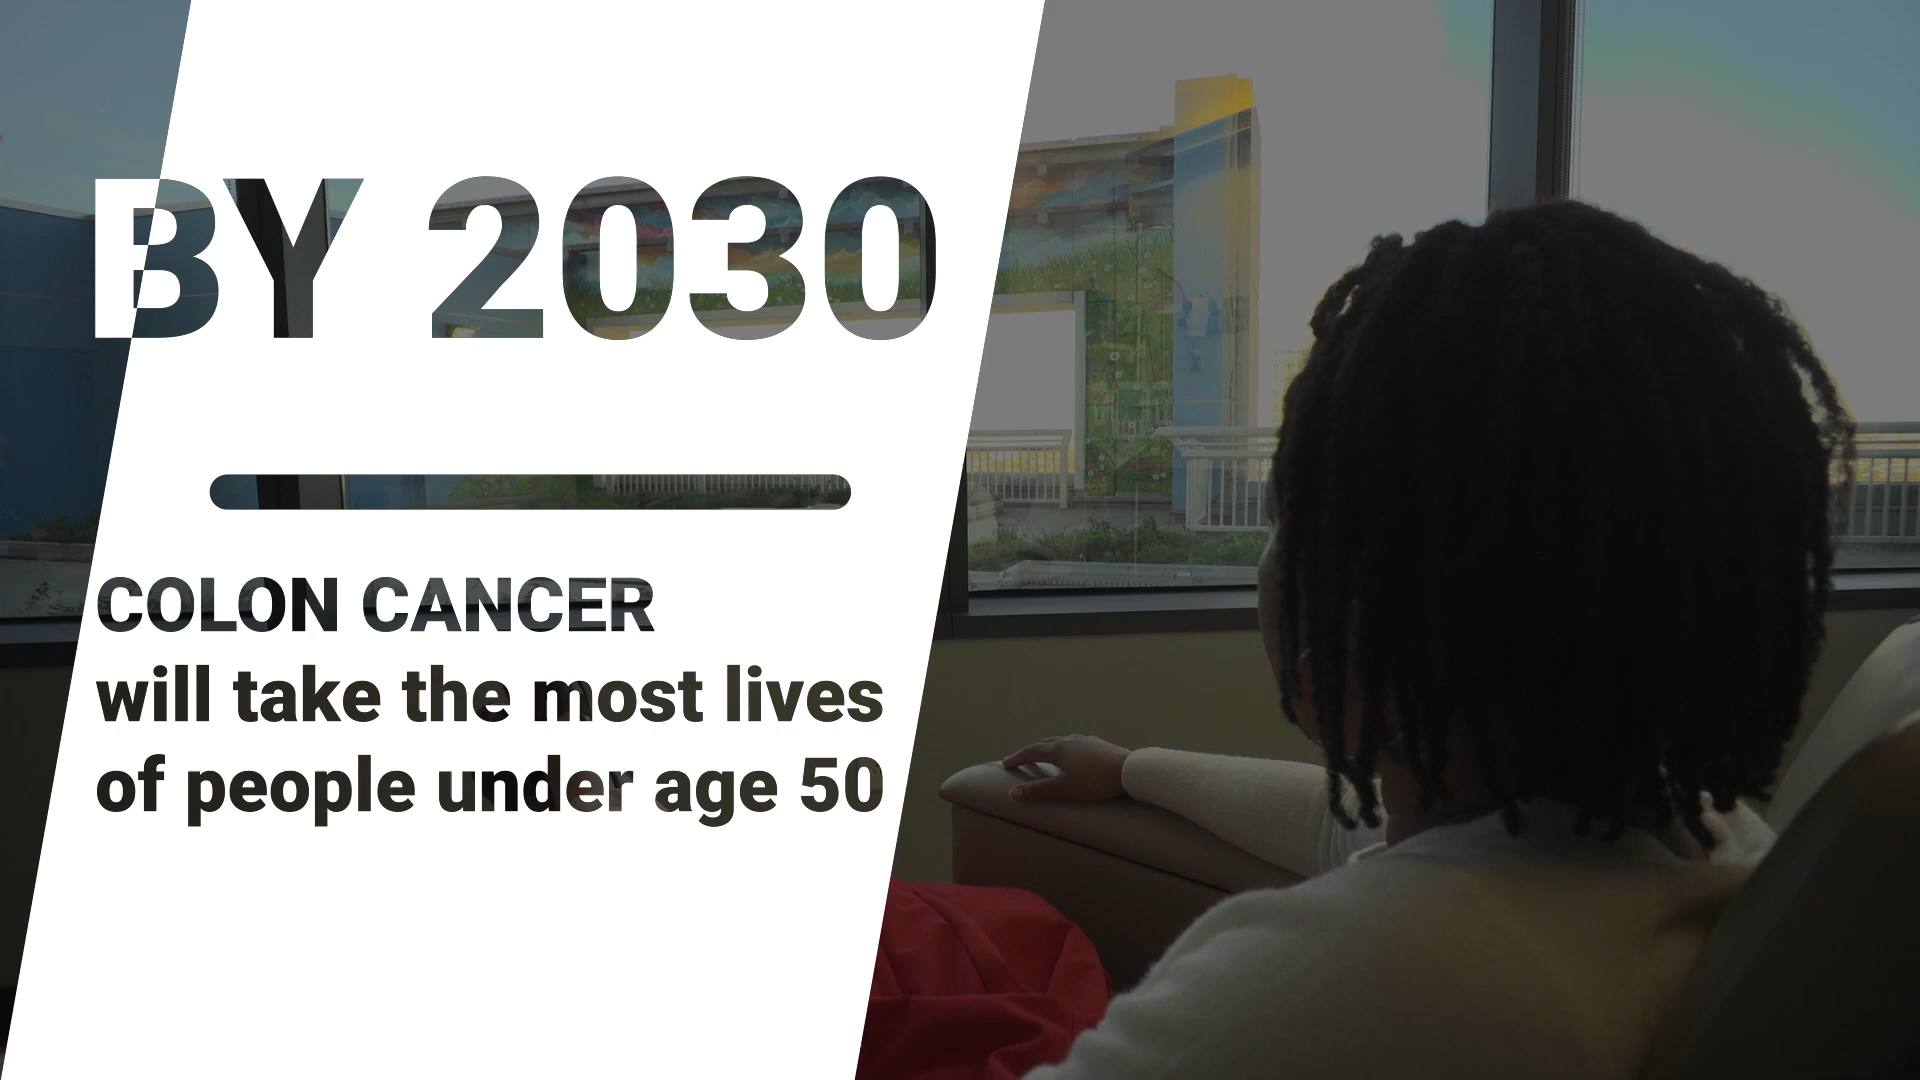 BY 2030
COLON CANCER
will take the most lives
of people under age 50